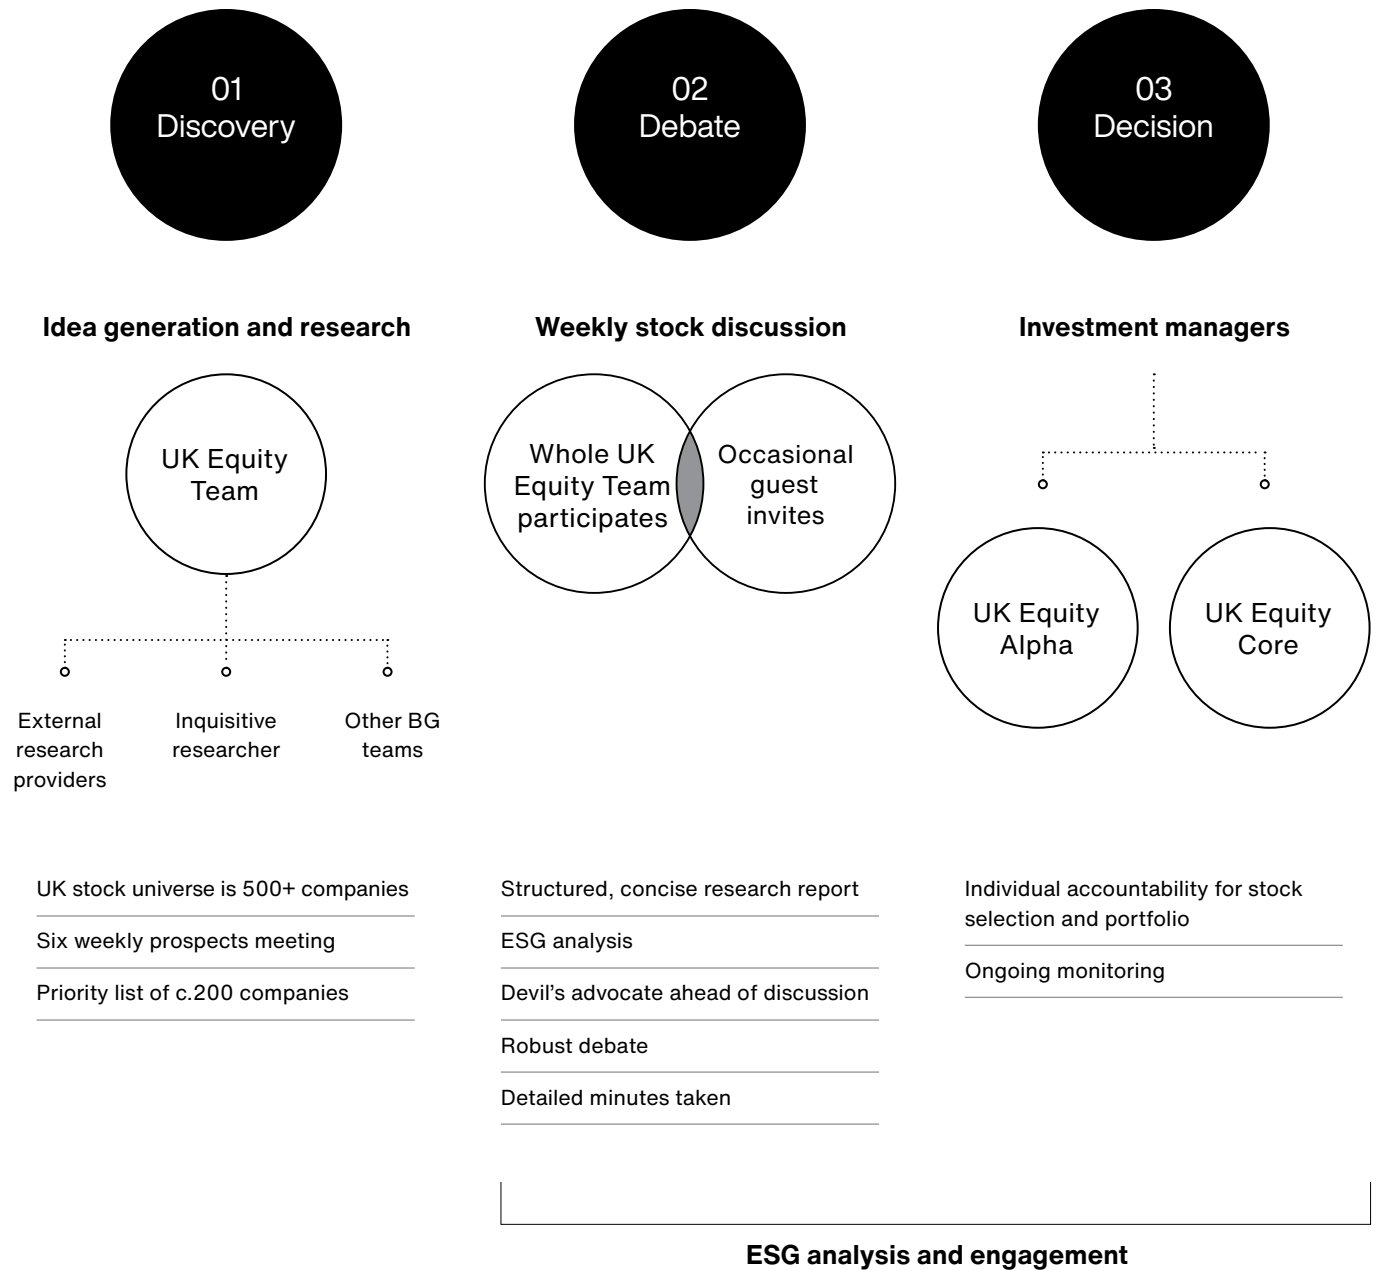 01
Discovery
Idea generation and research
UK Equity
Team
External
research
providers
Inquisitive
researcher
Other BG
teams
UK stock universe is 500+ companies
Six weekly prospects meeting
Priority list of c.200 companies
02
Debate
Weekly stock discussion
Whole UK
Equity Team
participates
Occasional
guest
invites
Structured, concise research report
ESG analysis
Devil’s advocate ahead of discussion
Robust debate
Detailed minutes taken
03
Decision
Investment managers
UK Equity
Alpha
UK Equity
Core
Individual accountability for stock
selection and portfolio
Ongoing monitoring
ESG analysis and engagement